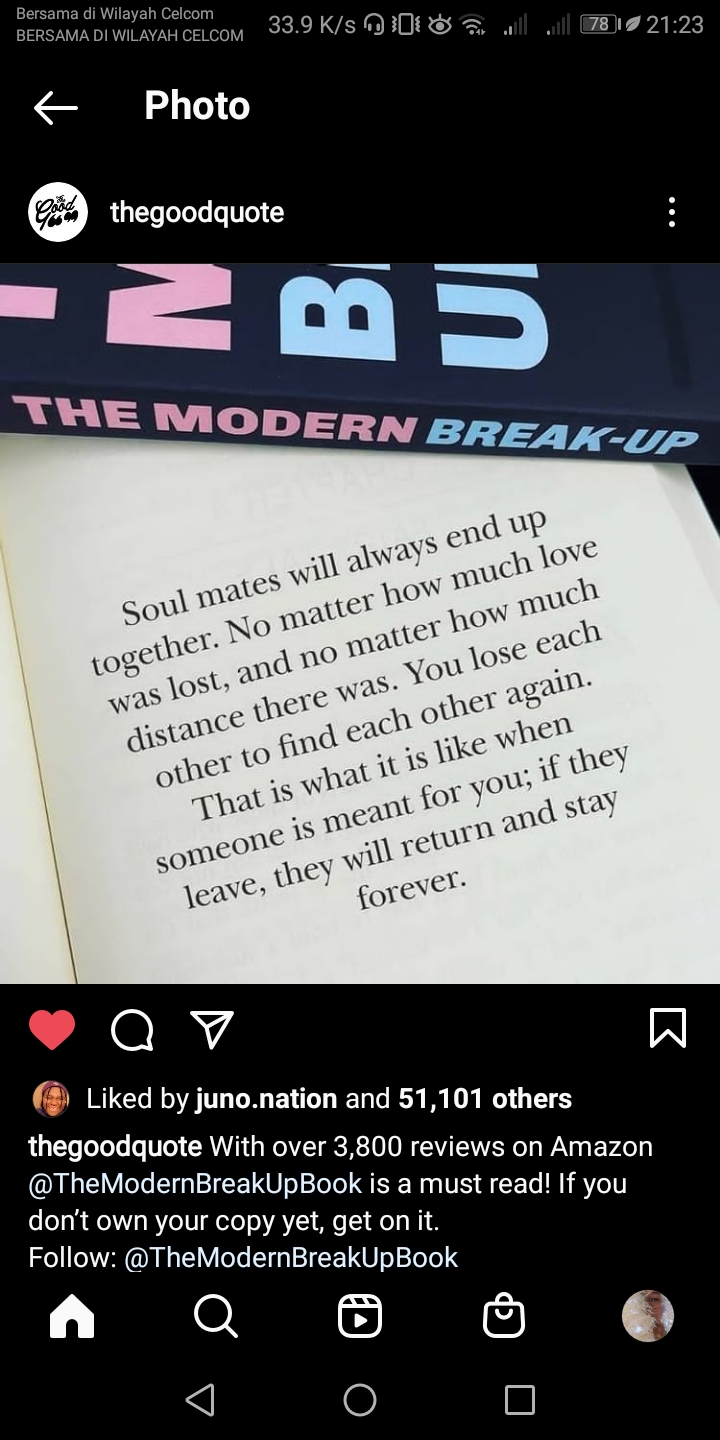 Bersama di Wilayah Celcom
BERSAMA DI WILAYAH CELCOM
33.9 K/s
78
21:23
Photo
The Good
thegoodquote
M
B
U
THE MODERN BREAK-UP
Soul mates will always end up
together. No matter how much love
was lost, and no matter how much
distance there was. You lose each
other to find each other again.
That is what it is like when
someone is meant for you; if they
leave, they will return and stay
forever.
Liked by juno.nation and 51,101 others
thegoodquote With over 3,800 reviews on Amazon
@TheModernBreakUpBook is a must read! If you
don’t own your copy yet, get on it.
Follow: @TheModernBreakUpBook